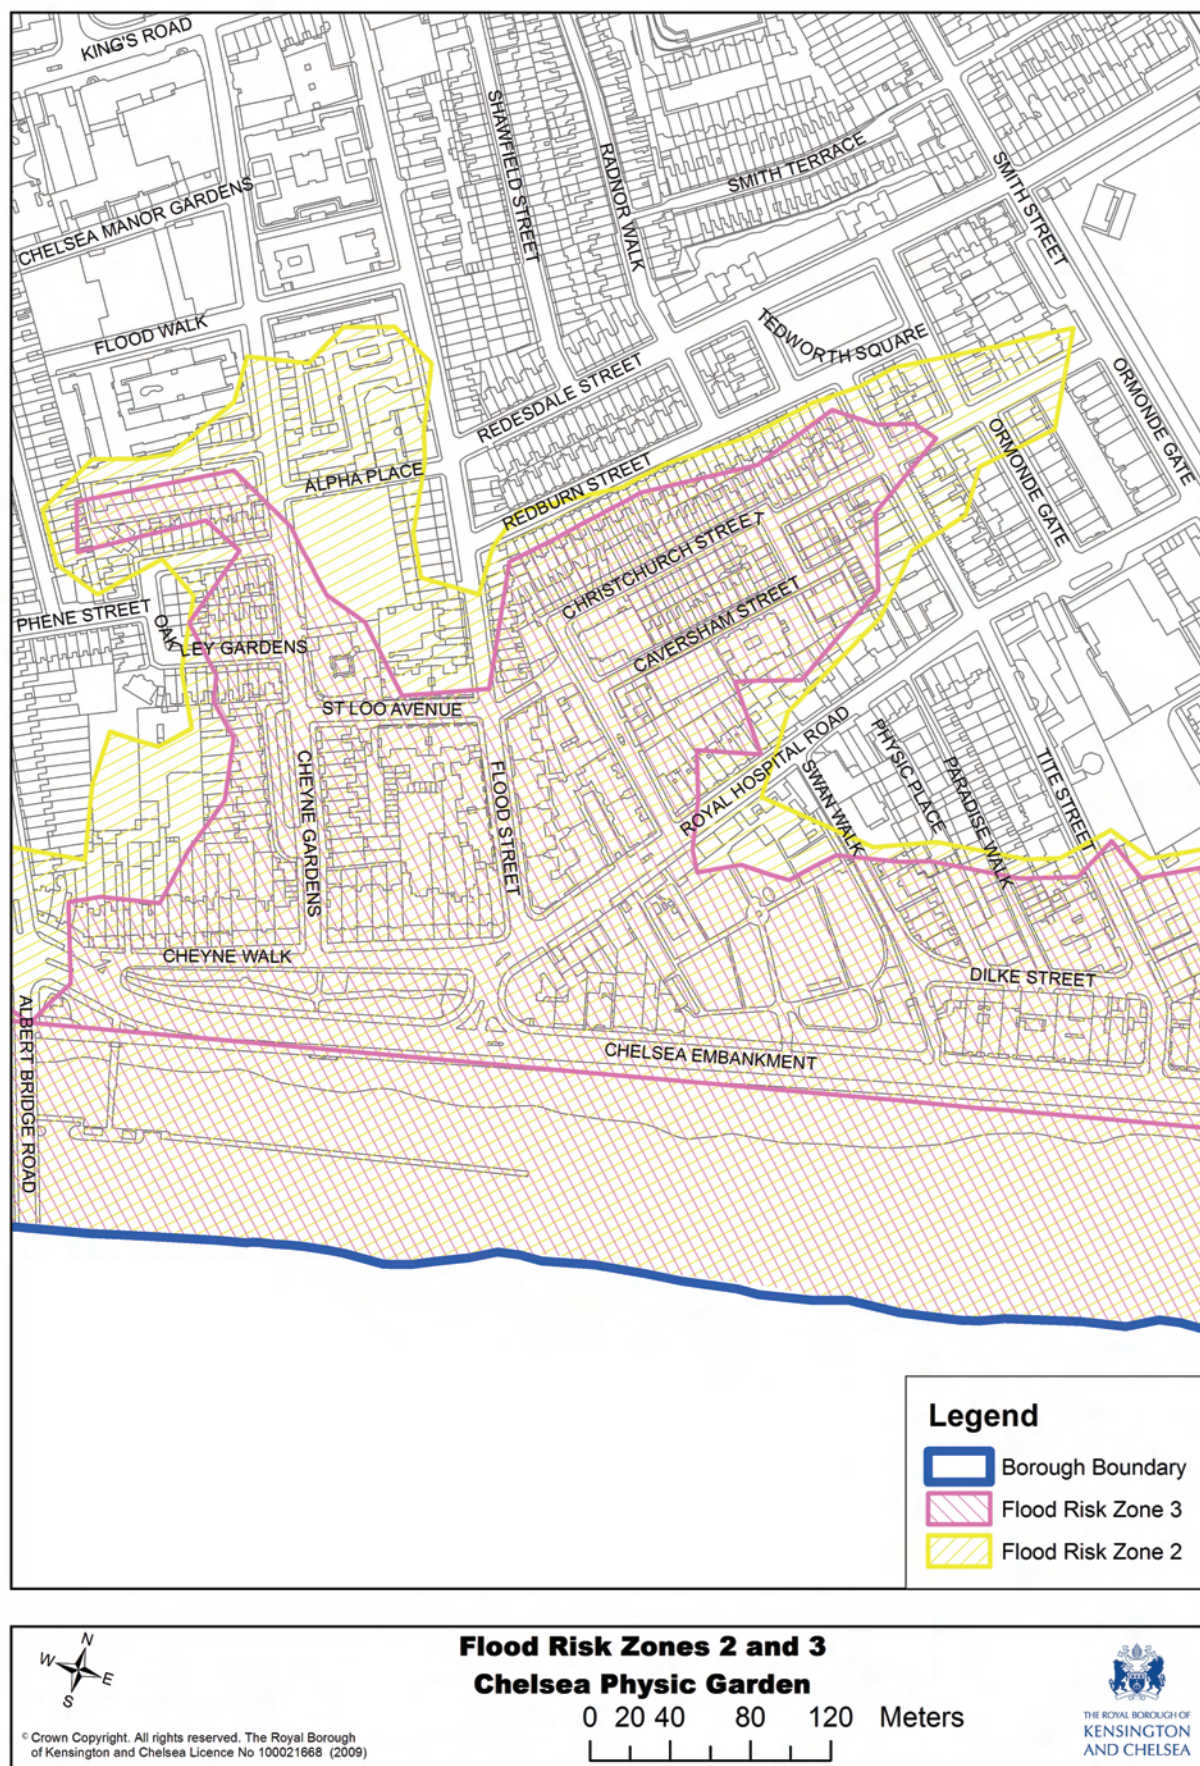 KING'S ROAD
SHAWFIELD STREET
RADNOR WALK
SMITH TERRACE
SMITH STREET
CHELSEA MANOR GARDENS
FLOOD WALK
TEDWORTH SQUARE
REDESDALE STREET
ORMONDE GATE
ORMONDE GATE
ALPHA PLACE
REDBURN STREET
CHRISTCHURCH STREET
CAVERSHAM STREET
PHENE STREET
OAKLEY GARDENS
ST LOO AVENUE
CHEYNE GARDENS
FLOOD STREET
ROYAL HOSPITAL ROAD
SWAN WALK
PHYSIC PLACE
PARADISE WALK
TITE STREET
CHEYNE WALK
DILKE STREET
ALBERT BRIDGE ROAD
CHELSEA EMBANKMENT
Legend
Borough Boundary
Flood Risk Zone 3
Flood Risk Zone 2
N
W
E
S
Flood Risk Zones 2 and 3
Chelsea Physic Garden
0 20 40 80 120 Meters
© Crown Copyright. All rights reserved. The Royal Borough
of Kensington and Chelsea Licence No 100021668 (2009)
THE ROYAL BOROUGH OF
KENSINGTON
AND CHELSEA